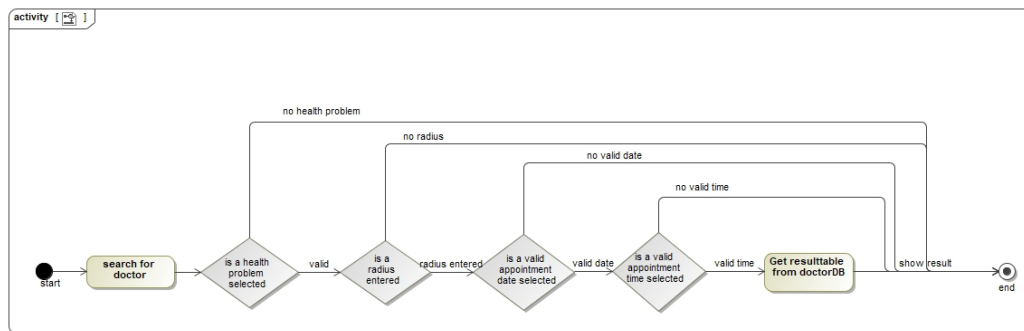 activity [ ]
no health problem
no radius
no valid date
no valid time
start
search for
doctor
is a health
problem
selected
valid
is a
radius
entered
radius entered
is a valid
appointment
date selected
valid date
is a valid
appointment
time selected
valid time
Get resulttable
from doctorDB
show result
end